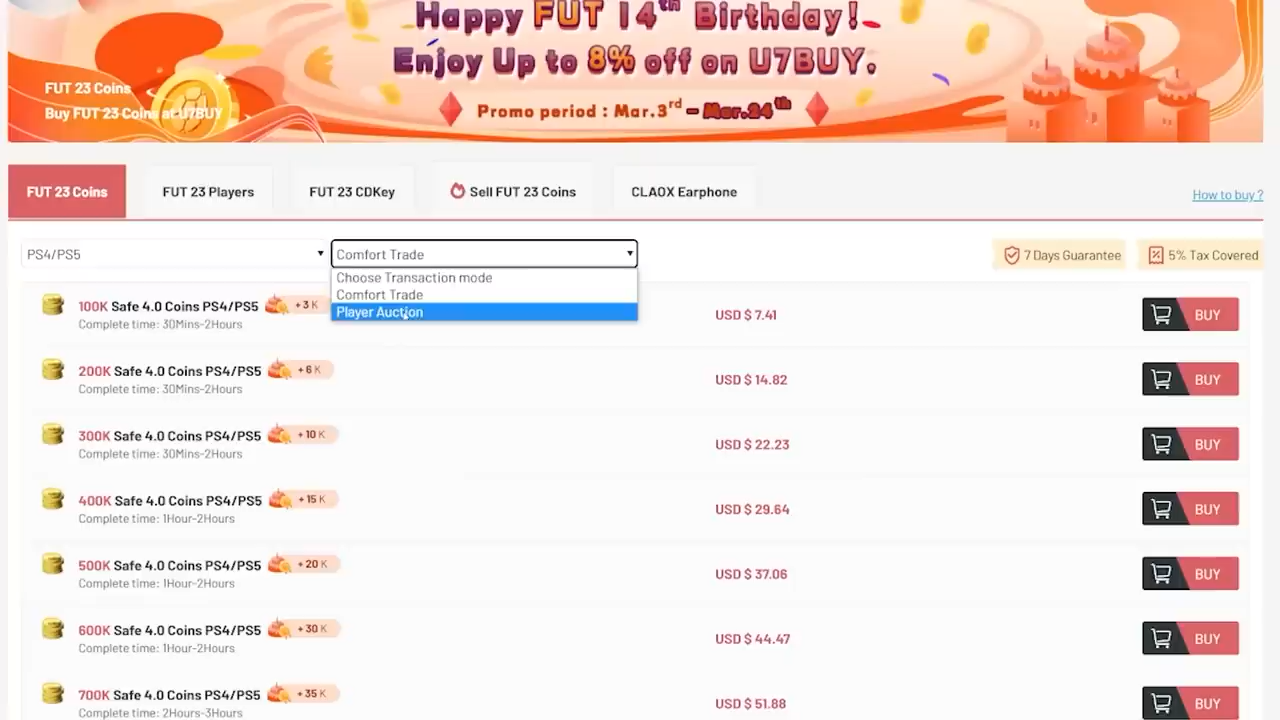 Happy FUT 14th Birthday!
Enjoy Up to 8% off on U7BUY.
FUT 23 Coins
Buy FUT 23 Coins at U7BUY
Promo period : Mar.3rd – Mar.24th
FUT 23 Coins
FUT 23 Players
FUT 23 CDKey
Sell FUT 23 Coins
CLAOX Earphone
How to buy ?
PS4/PS5
Comfort Trade
7 Days Guarantee
5% Tax Covered
Choose Transaction mode
Comfort Trade
Player Auction
100K Safe 4.0 Coins PS4/PS5 +3 K
Complete time: 30Mins-2Hours
USD $ 7.41
BUY
200K Safe 4.0 Coins PS4/PS5 +6 K
Complete time: 30Mins-2Hours
USD $ 14.82
BUY
300K Safe 4.0 Coins PS4/PS5 +10 K
Complete time: 30Mins-2Hours
USD $ 22.23
BUY
400K Safe 4.0 Coins PS4/PS5 +15 K
Complete time: 1Hour-2Hours
USD $ 29.64
BUY
500K Safe 4.0 Coins PS4/PS5 +20 K
Complete time: 1Hour-2Hours
USD $ 37.06
BUY
600K Safe 4.0 Coins PS4/PS5 +30 K
Complete time: 1Hour-2Hours
USD $ 44.47
BUY
700K Safe 4.0 Coins PS4/PS5 +35 K
Complete time: 2Hours-3Hours
USD $ 51.88
BUY